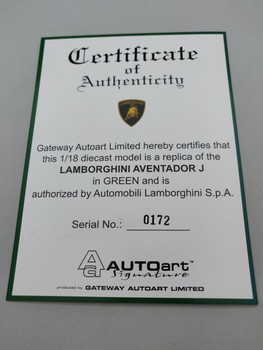 Certificate
of
Authenticity
Gateway Autoart Limited hereby certifies that
this 1/18 diecast model is a replica of the
LAMBORGHINI AVENTADOR J
in GREEN and is
authorized by Automobili Lamborghini S.p.A.
Serial No.: 0172
AA AUTOart
Signature
produced by GATEWAY AUTOART LIMITED